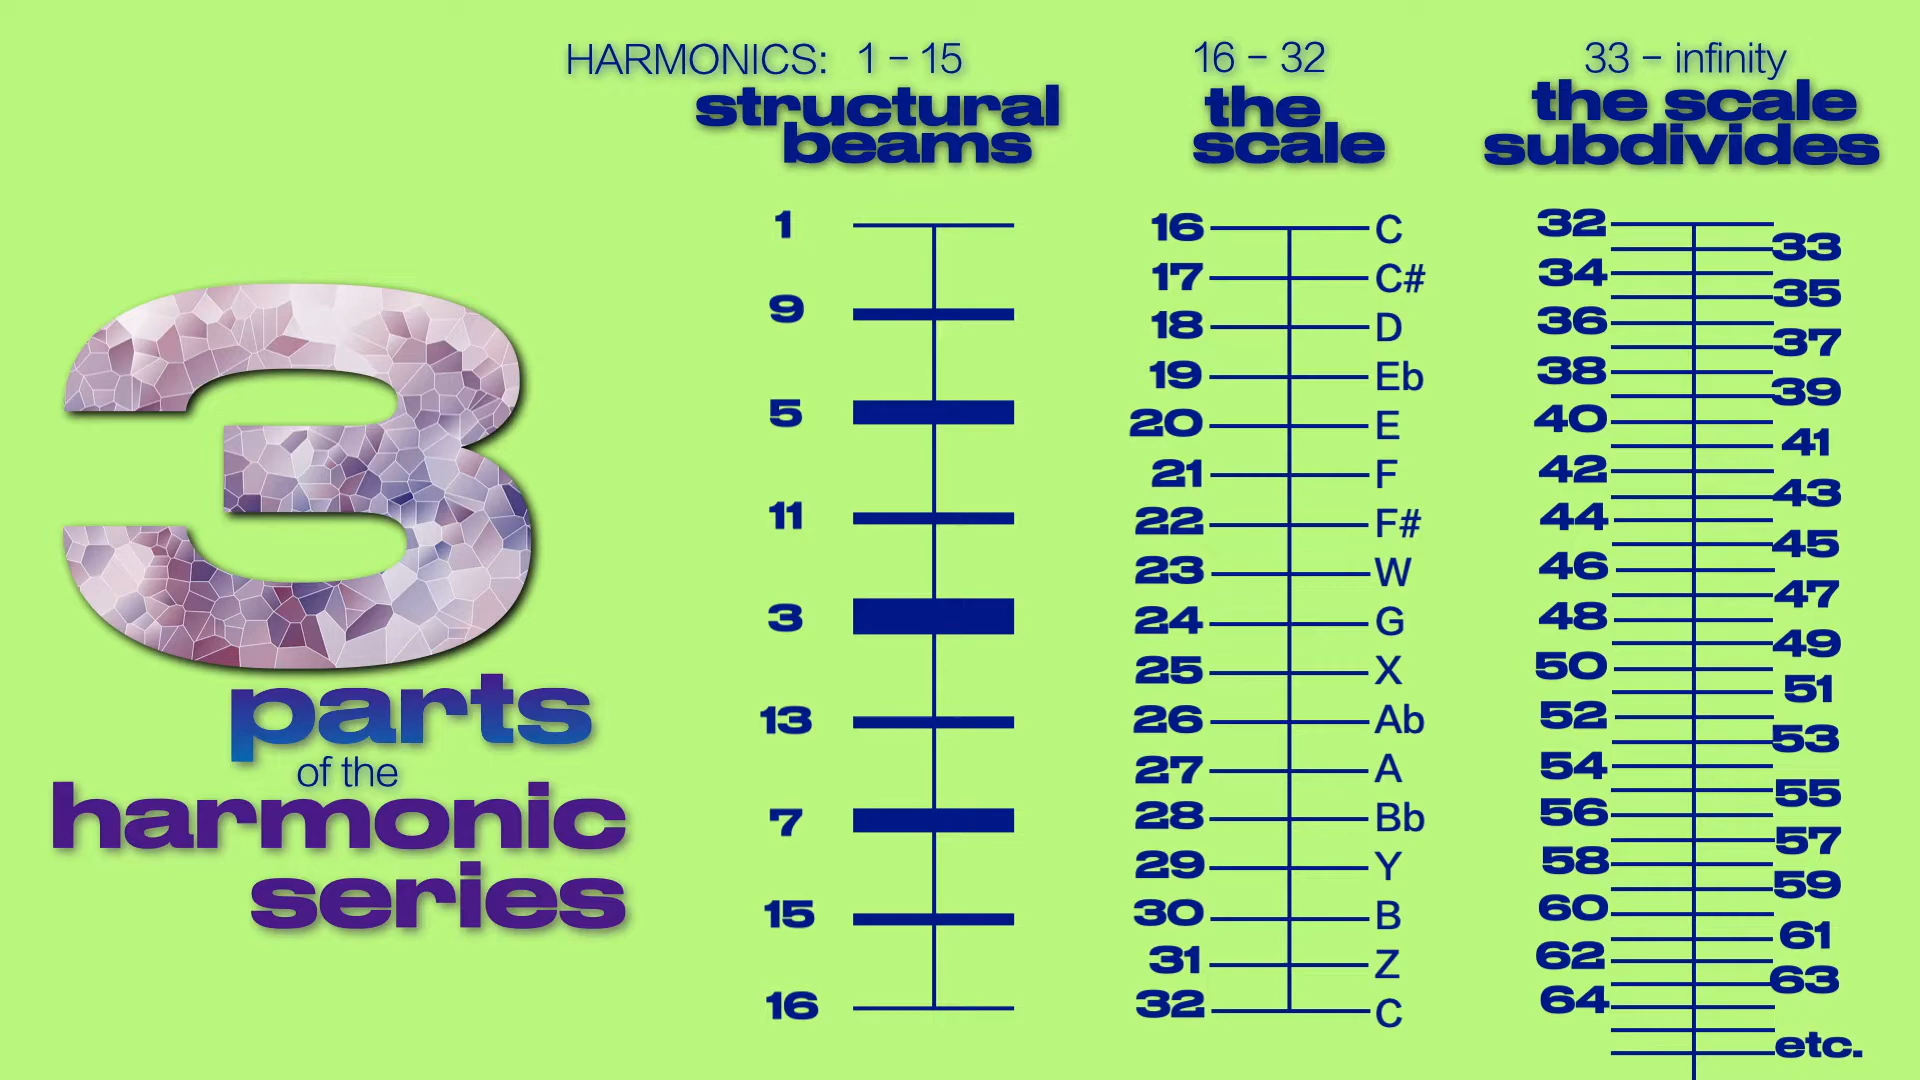 HARMONICS: 1 – 15
structural
beams
16 – 32
the
scale
33 – infinity
the scale
subdivides
3
parts
of the
harmonic
series
1
9
5
11
3
13
7
15
16
16 C
17 C#
18 D
19 Eb
20 E
21 F
22 F#
23 W
24 G
25 X
26 Ab
27 A
28 Bb
29 Y
30 B
31 Z
32 C
32
33
34
35
36
37
38
39
40
41
42
43
44
45
46
47
48
49
50
51
52
53
54
55
56
57
58
59
60
61
62
63
64
etc.